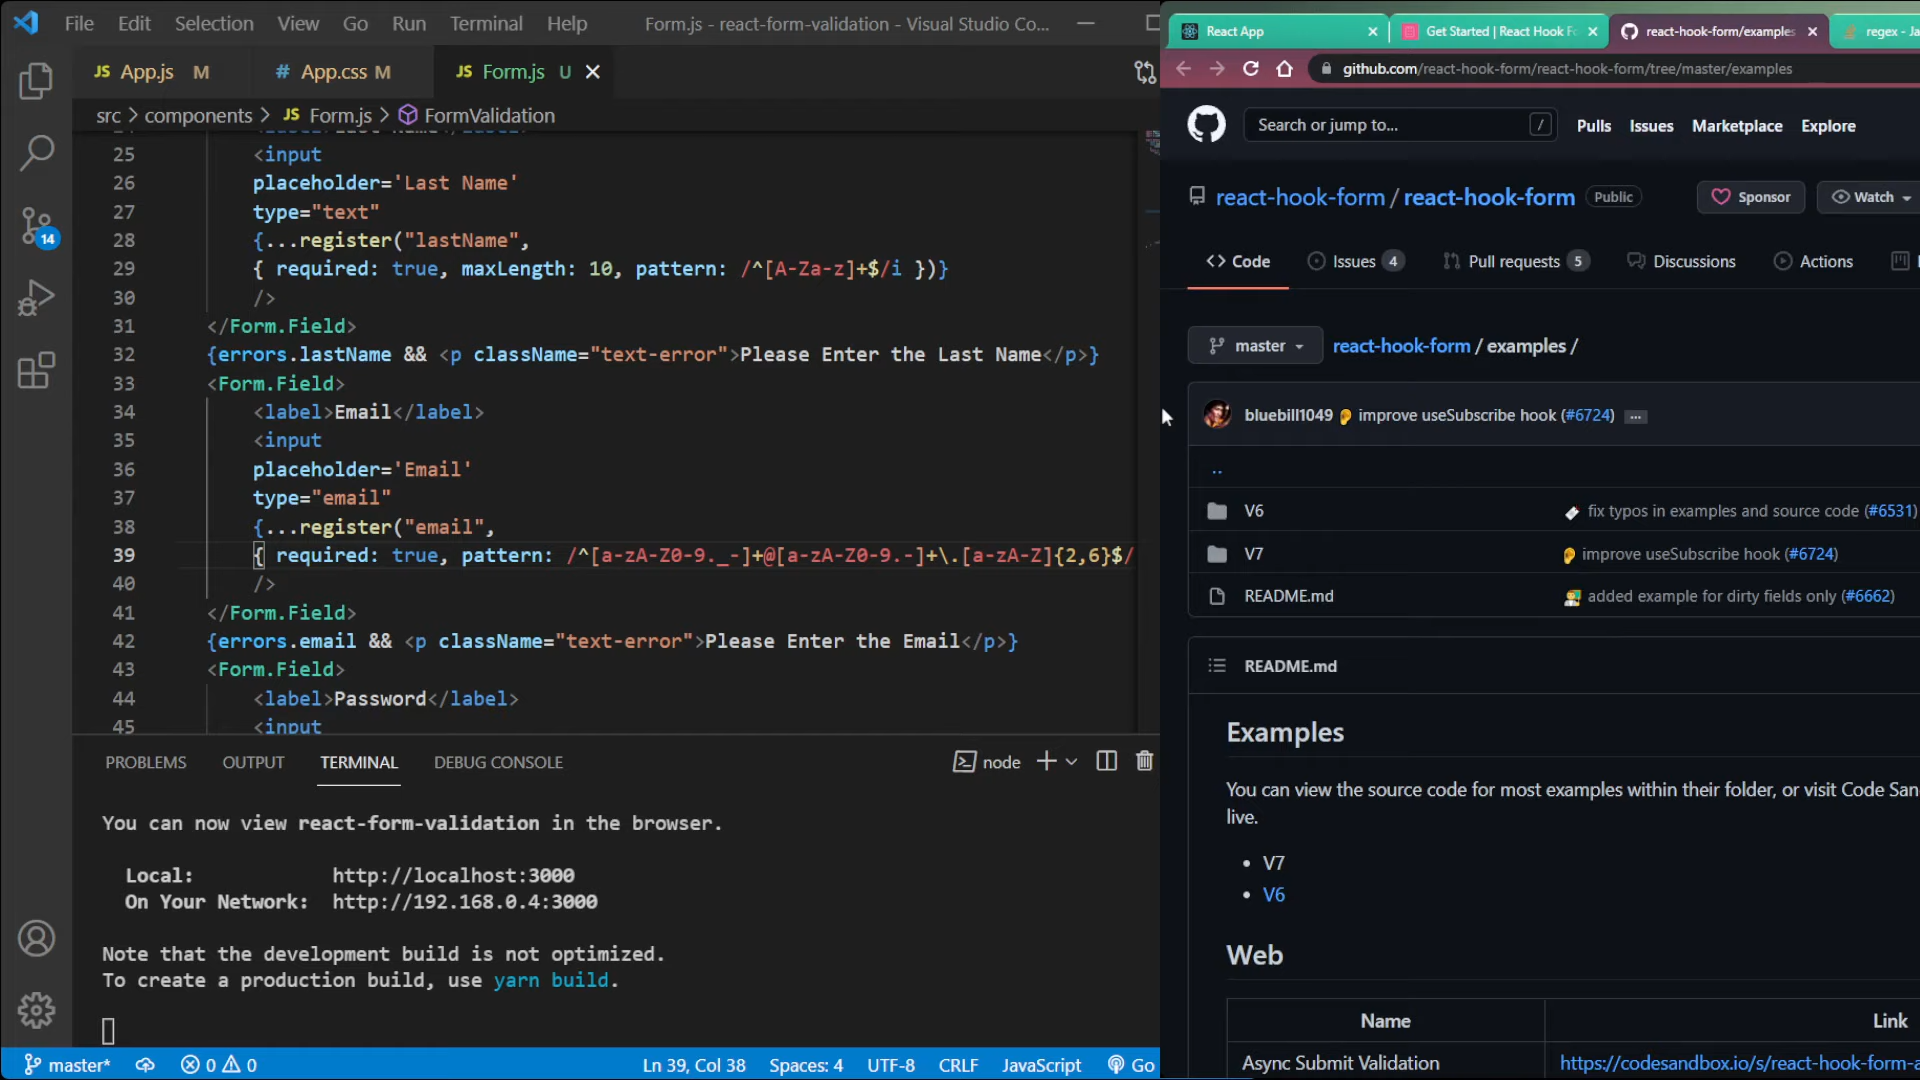 File Edit Selection View Go Run Terminal Help Form.js - react-form-validation - Visual Studio Co...
JS App.js M # App.css M JS Form.js U
src > components > JS Form.js > FormValidation
25 <input
26 placeholder='Last Name'
27 type="text"
28 {...register("lastName",
29 { required: true, maxLength: 10, pattern: /^[A-Za-z]+$/i })}
30 />
31 </Form.Field>
32 {errors.lastName && <p className="text-error">Please Enter the Last Name</p>}
33 <Form.Field>
34 <label>Email</label>
35 <input
36 placeholder='Email'
37 type="email"
38 {...register("email",
39 { required: true, pattern: /^[a-zA-Z0-9._-]+@[a-zA-Z0-9.-]+\.[a-zA-Z]{2,6}$/
40 />
41 </Form.Field>
42 {errors.email && <p className="text-error">Please Enter the Email</p>}
43 <Form.Field>
44 <label>Password</label>
45 <input
PROBLEMS OUTPUT TERMINAL DEBUG CONSOLE node
You can now view react-form-validation in the browser.
Local: http://localhost:3000
On Your Network: http://192.168.0.4:3000
Note that the development build is not optimized.
To create a production build, use yarn build.
14
master* 0 0 Ln 39, Col 38 Spaces: 4 UTF-8 CRLF JavaScript Go
React App Get Started | React Hook Fo react-hook-form/examples regex - Ja
github.com/react-hook-form/react-hook-form/tree/master/examples
Search or jump to... / Pulls Issues Marketplace Explore
react-hook-form / react-hook-form Public Sponsor Watch
Code Issues 4 Pull requests 5 Discussions Actions
master react-hook-form / examples /
bluebill1049 improve useSubscribe hook (#6724) ...
..
V6 fix typos in examples and source code (#6531)
V7 improve useSubscribe hook (#6724)
README.md added example for dirty fields only (#6662)
README.md
Examples
You can view the source code for most examples within their folder, or visit Code San
live.
• V7
• V6
Web
Name Link
Async Submit Validation https://codesandbox.io/s/react-hook-form-a